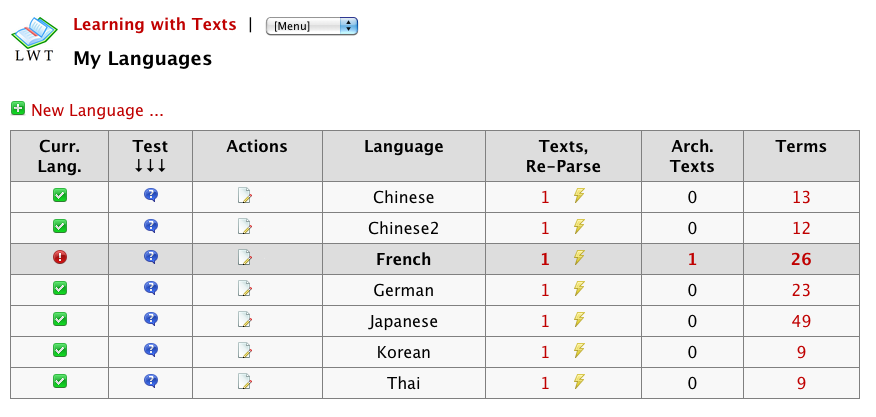 Learning with Texts | [Menu]
LWT
My Languages
New Language ...
Curr. Lang. Test ↓↓↓ Actions Language Texts, Re-Parse Arch. Texts Terms
Chinese 1 0 13
Chinese2 1 0 12
French 1 1 26
German 1 0 23
Japanese 1 0 49
Korean 1 0 9
Thai 1 0 9